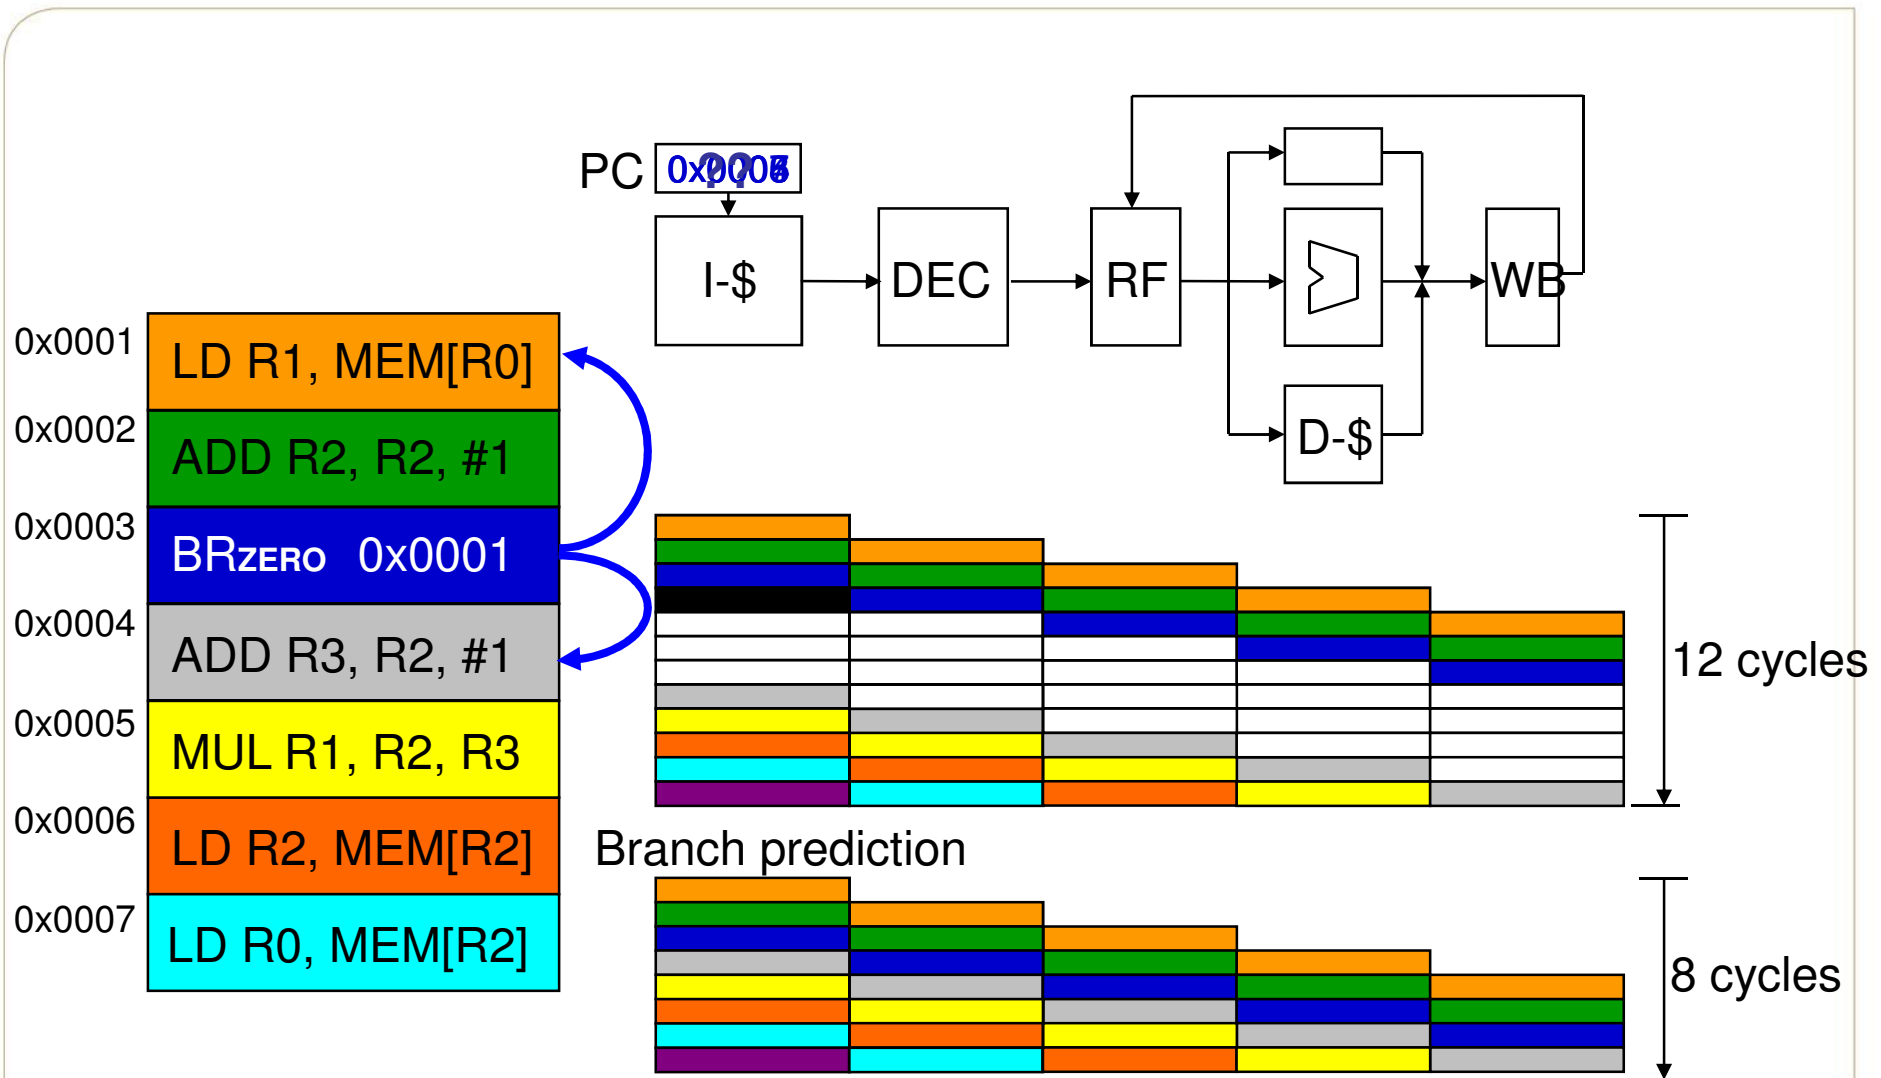 PC
I-$
DEC
RF
WB
D-$
0x0001
LD R1, MEM[R0]
0x0002
ADD R2, R2, #1
0x0003
BRZERO 0x0001
0x0004
ADD R3, R2, #1
0x0005
MUL R1, R2, R3
0x0006
LD R2, MEM[R2]
0x0007
LD R0, MEM[R2]
12 cycles
Branch prediction
8 cycles